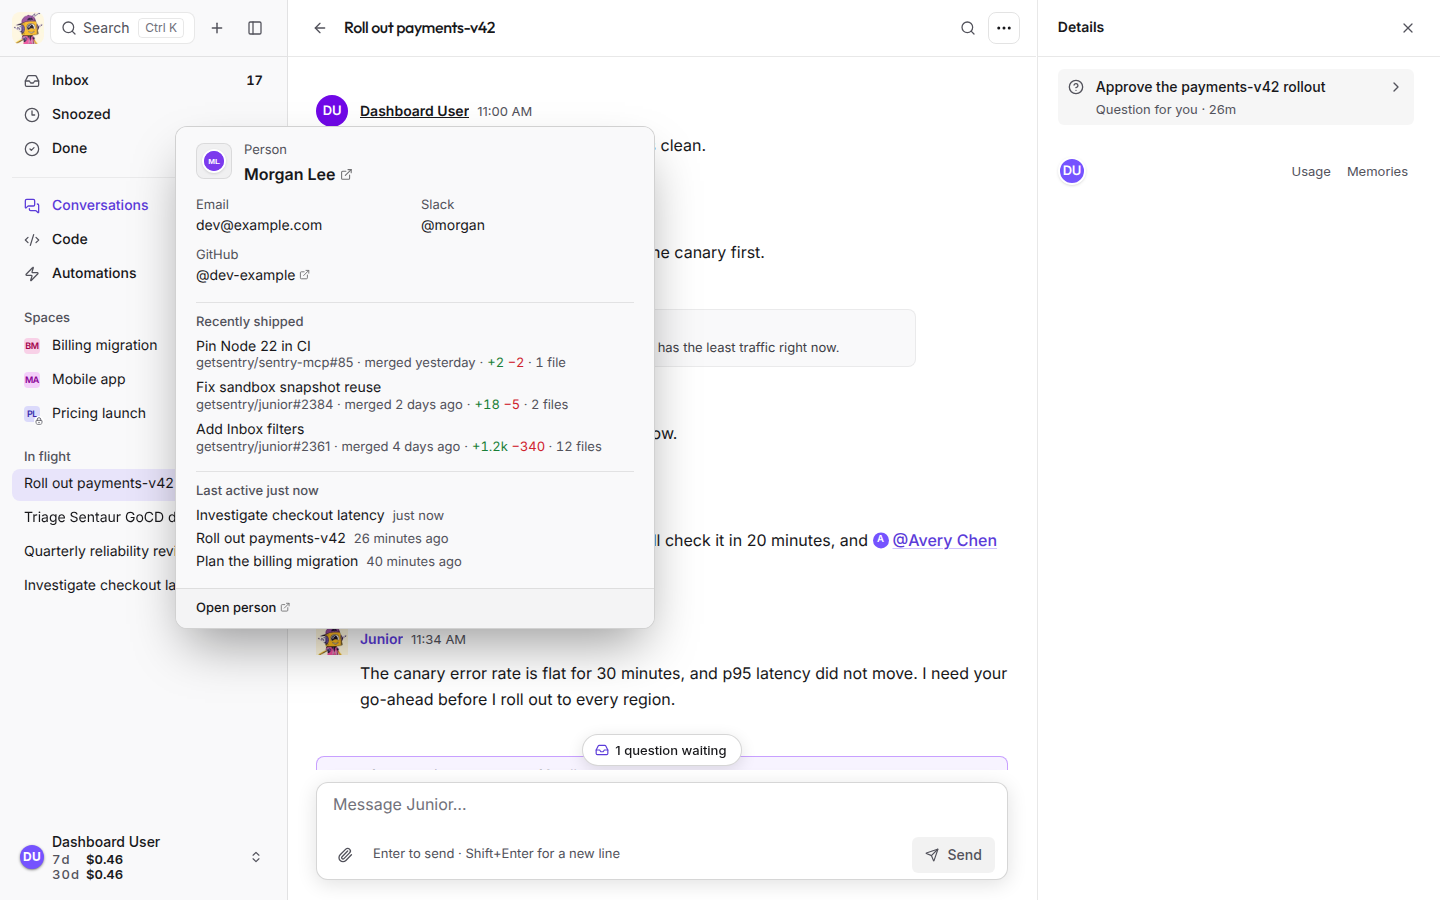 Search Ctrl K
Inbox 17
Snoozed
Done
Conversations
Code
Automations
Spaces
BM Billing migration
MA Mobile app
PL Pricing launch
In flight
Roll out payments-v42
Triage Sentaur GoCD d
Quarterly reliability revi
Investigate checkout la
DU Dashboard User
7d $0.46
30d $0.46
Roll out payments-v42
DU Dashboard User 11:00 AM
clean.
canary first.
has the least traffic right now.
ow.
check it in 20 minutes, and A @Avery Chen
Person
ML Morgan Lee
Email Slack
dev@example.com @morgan
GitHub
@dev-example
Recently shipped
Pin Node 22 in CI
getsentry/sentry-mcp#85 · merged yesterday · +2 −2 · 1 file
Fix sandbox snapshot reuse
getsentry/junior#2384 · merged 2 days ago · +18 −5 · 2 files
Add Inbox filters
getsentry/junior#2361 · merged 4 days ago · +1.2k −340 · 12 files
Last active just now
Investigate checkout latency just now
Roll out payments-v42 26 minutes ago
Plan the billing migration 40 minutes ago
Open person
Junior 11:34 AM
The canary error rate is flat for 30 minutes, and p95 latency did not move. I need your
go-ahead before I roll out to every region.
1 question waiting
Message Junior...
Enter to send · Shift+Enter for a new line
Send
Details
Approve the payments-v42 rollout
Question for you · 26m
DU Usage Memories